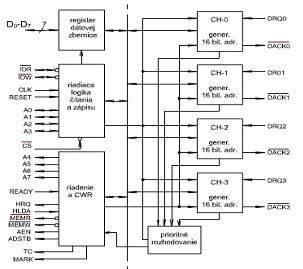 D0-D7
7
register
dátovej
zbernice
IOR
IOW
CLK
RESET
A0
A1
A2
A3
CS
riadiaca
logika
čítania
a zápisu
A4
A5
A6
A7
READY
HRQ
HLDA
MEMR
MEMW
AEN
ADSTB
TC
MARK
riadenie
a CWR
CH-0
gener.
16 bit. adr.
DRQ0
DACK0
CH-1
gener.
16 bit. adr.
DR01
DACK1
CH-2
gener.
16 bit. adr.
DRQ2
DACK2
CH-3
gener.
16 bit. adr.
DRQ3
DACK3
prioritné
rozhodovanie